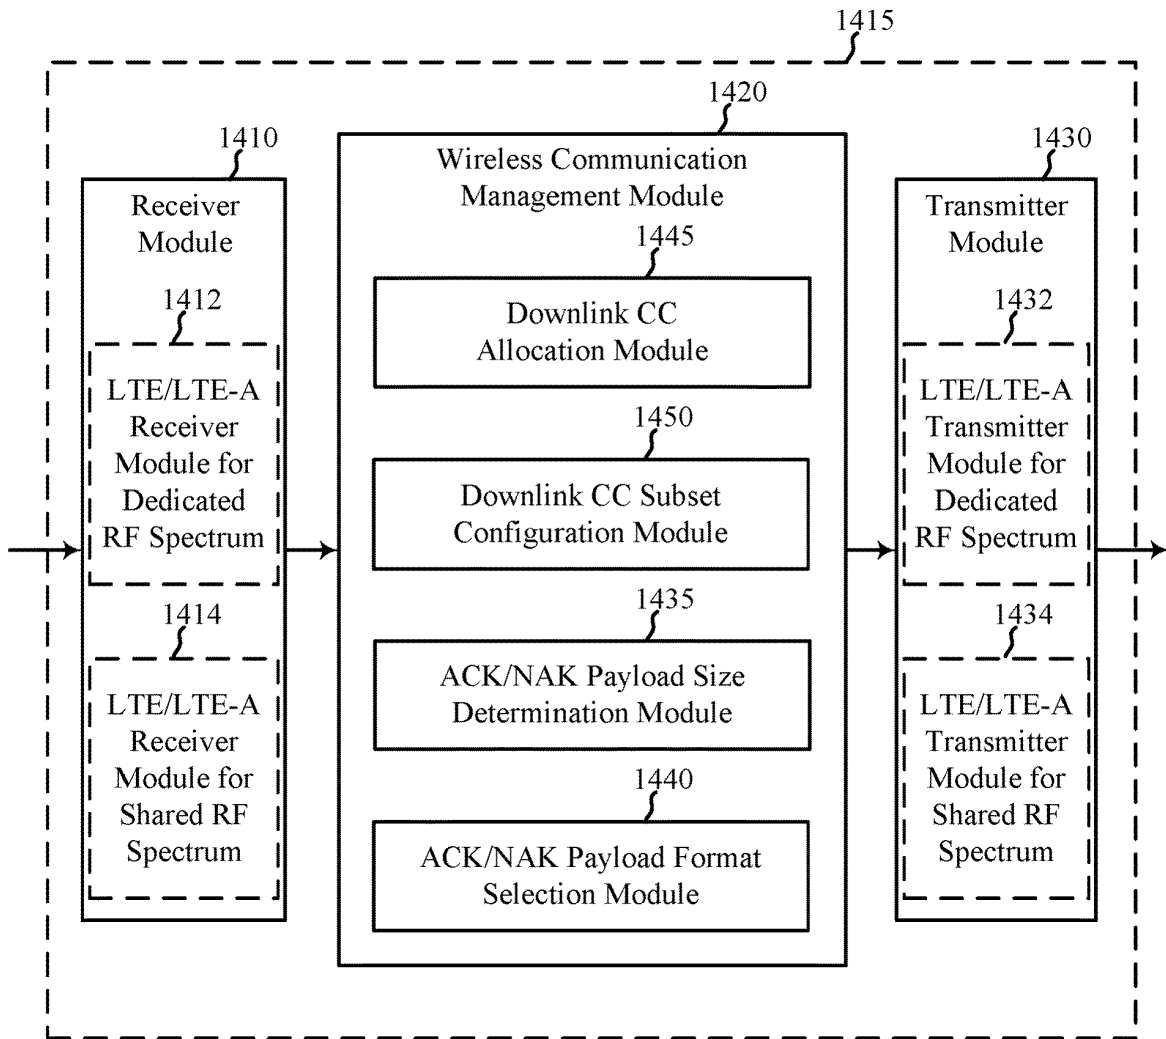 1415
1420
Wireless Communication
Management Module
1410
Receiver
Module
1430
Transmitter
Module
1445
Downlink CC
Allocation Module
1412
LTE/LTE-A
Receiver
Module for
Dedicated
RF Spectrum
1432
LTE/LTE-A
Transmitter
Module for
Dedicated
RF Spectrum
1450
Downlink CC Subset
Configuration Module
1435
ACK/NAK Payload Size
Determination Module
1414
LTE/LTE-A
Receiver
Module for
Shared RF
Spectrum
1434
LTE/LTE-A
Transmitter
Module for
Shared RF
Spectrum
1440
ACK/NAK Payload Format
Selection Module